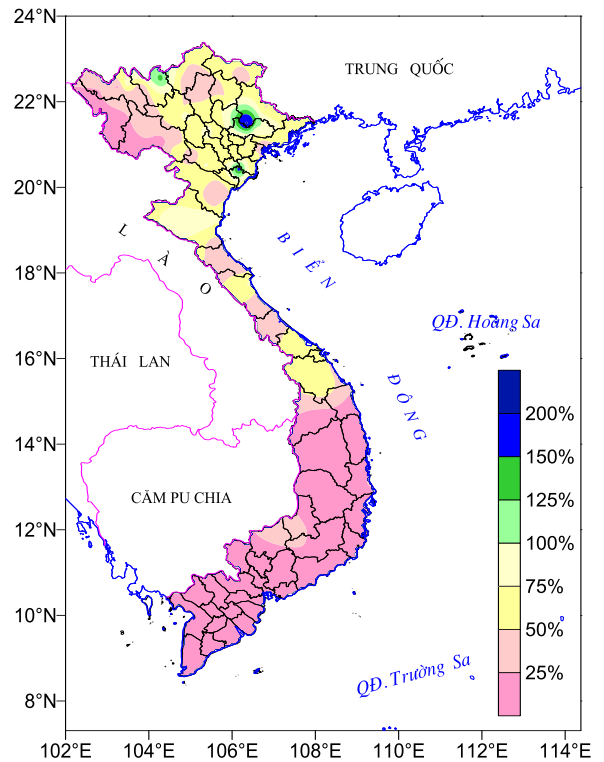 24°N
22°N
20°N
18°N
16°N
14°N
12°N
10°N
8°N
102°E 104°E 106°E 108°E 110°E 112°E 114°E
TRUNG QUỐC
LÀO
BIỂN
QĐ. Hoàng Sa
THÁI LAN
ĐÔNG
CĂM PU CHIA
QĐ. Trường Sa
200%
150%
125%
100%
75%
50%
25%